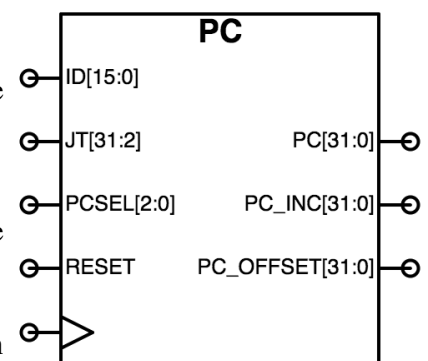 PC
ID[15:0]
e
JT[31:2] PC[31:0]
PCSEL[2:0] PC_INC[31:0]
e
RESET PC_OFFSET[31:0]